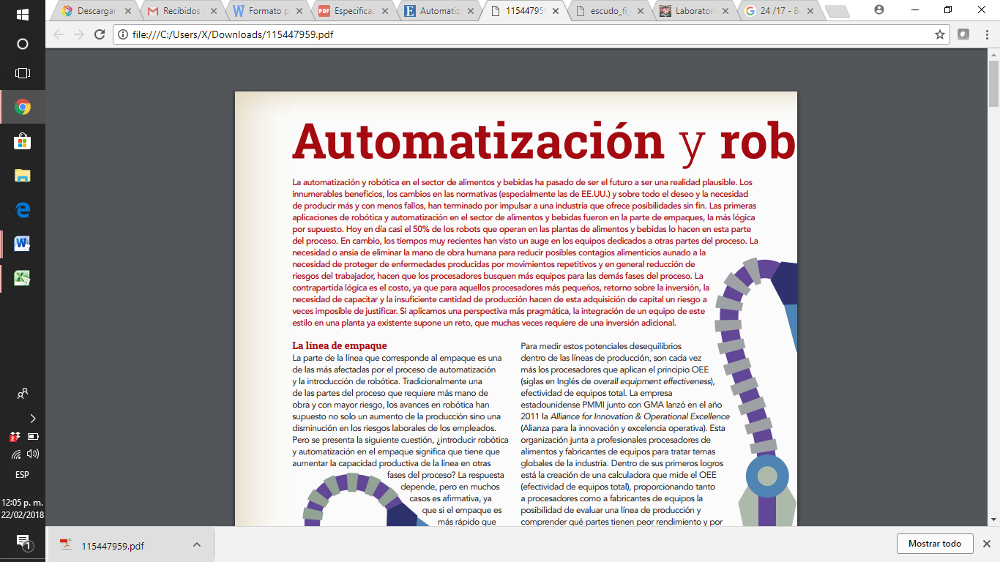 Descargar
Recibidos
Formato p
PDF Especificac
Automatiz
115447959
escudo_fi_
Laboratori
24 /17 - B
file:///C:/Users/X/Downloads/115447959.pdf
Automatización y rob
La automatización y robótica en el sector de alimentos y bebidas ha pasado de ser el futuro a ser una realidad plausible. Los
innumerables beneficios, los cambios en las normativas (especialmente las de EE.UU.) y sobre todo el deseo y la necesidad
de producir más y con menos fallos, han terminado por impulsar a una industria que ofrece posibilidades sin fin. Las primeras
aplicaciones de robótica y automatización en el sector de alimentos y bebidas fueron en la parte de empaques, la más lógica
por supuesto. Hoy en día casi el 50% de los robots que operan en las plantas de alimentos y bebidas lo hacen en esta parte
del proceso. En cambio, los tiempos muy recientes han visto un auge en los equipos dedicados a otras partes del proceso. La
necesidad o ansia de eliminar la mano de obra humana para reducir posibles contagios alimenticios aunado a la
necesidad de proteger de enfermedades producidas por movimientos repetitivos y en general reducción de
riesgos del trabajador, hacen que los procesadores busquen más equipos para las demás fases del proceso. La
contrapartida lógica es el costo, ya que para aquellos procesadores más pequeños, retorno sobre la inversión, la
necesidad de capacitar y la insuficiente cantidad de producción hacen de esta adquisición de capital un riesgo a
veces imposible de justificar. Si aplicamos una perspectiva más pragmática, la integración de un equipo de este
estilo en una planta ya existente supone un reto, que muchas veces requiere de una inversión adicional.
La línea de empaque
La parte de la línea que corresponde al empaque es una
de las más afectadas por el proceso de automatización
y la introducción de robótica. Tradicionalmente una
de las partes del proceso que requiere más mano de
obra y con mayor riesgo, los avances en robótica han
supuesto no solo un aumento de la producción sino una
disminución en los riesgos laborales de los empleados.
Pero se presenta la siguiente cuestión, ¿introducir robótica
y automatización en el empaque significa que tiene que
aumentar la capacidad productiva de la línea en otras
fases del proceso? La respuesta
depende, pero en muchos
casos es afirmativa, ya
que si el empaque es
más rápido que
Para medir estos potenciales desequilibrios
dentro de las líneas de producción, son cada vez
más los procesadores que aplican el principio OEE
(siglas en Inglés de overall equipment effectiveness),
efectividad de equipos total. La empresa
estadounidense PMMI junto con GMA lanzó en el año
2011 la Alliance for Innovation & Operational Excellence
(Alianza para la innovación y excelencia operativa). Esta
organización junta a profesionales procesadores de
alimentos y fabricantes de equipos para tratar temas
globales de la industria. Dentro de sus primeros logros
está la creación de una calculadora que mide el OEE
(efectividad de equipos total), proporcionando tanto
a procesadores como a fabricantes de equipos la
posibilidad de evaluar una línea de producción y
comprender qué partes tienen peor rendimiento y por
ESP
12:05 p. m.
22/02/2018
1
115447959.pdf
Mostrar todo